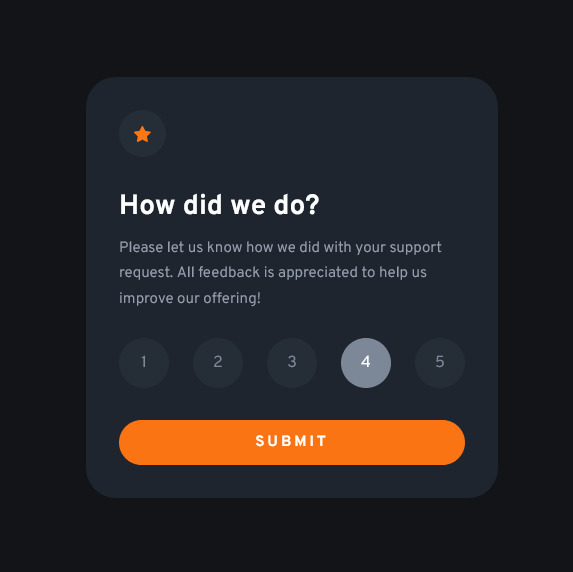 How did we do?
Please let us know how we did with your support
request. All feedback is appreciated to help us
improve our offering!
1 2 3 4 5
SUBMIT